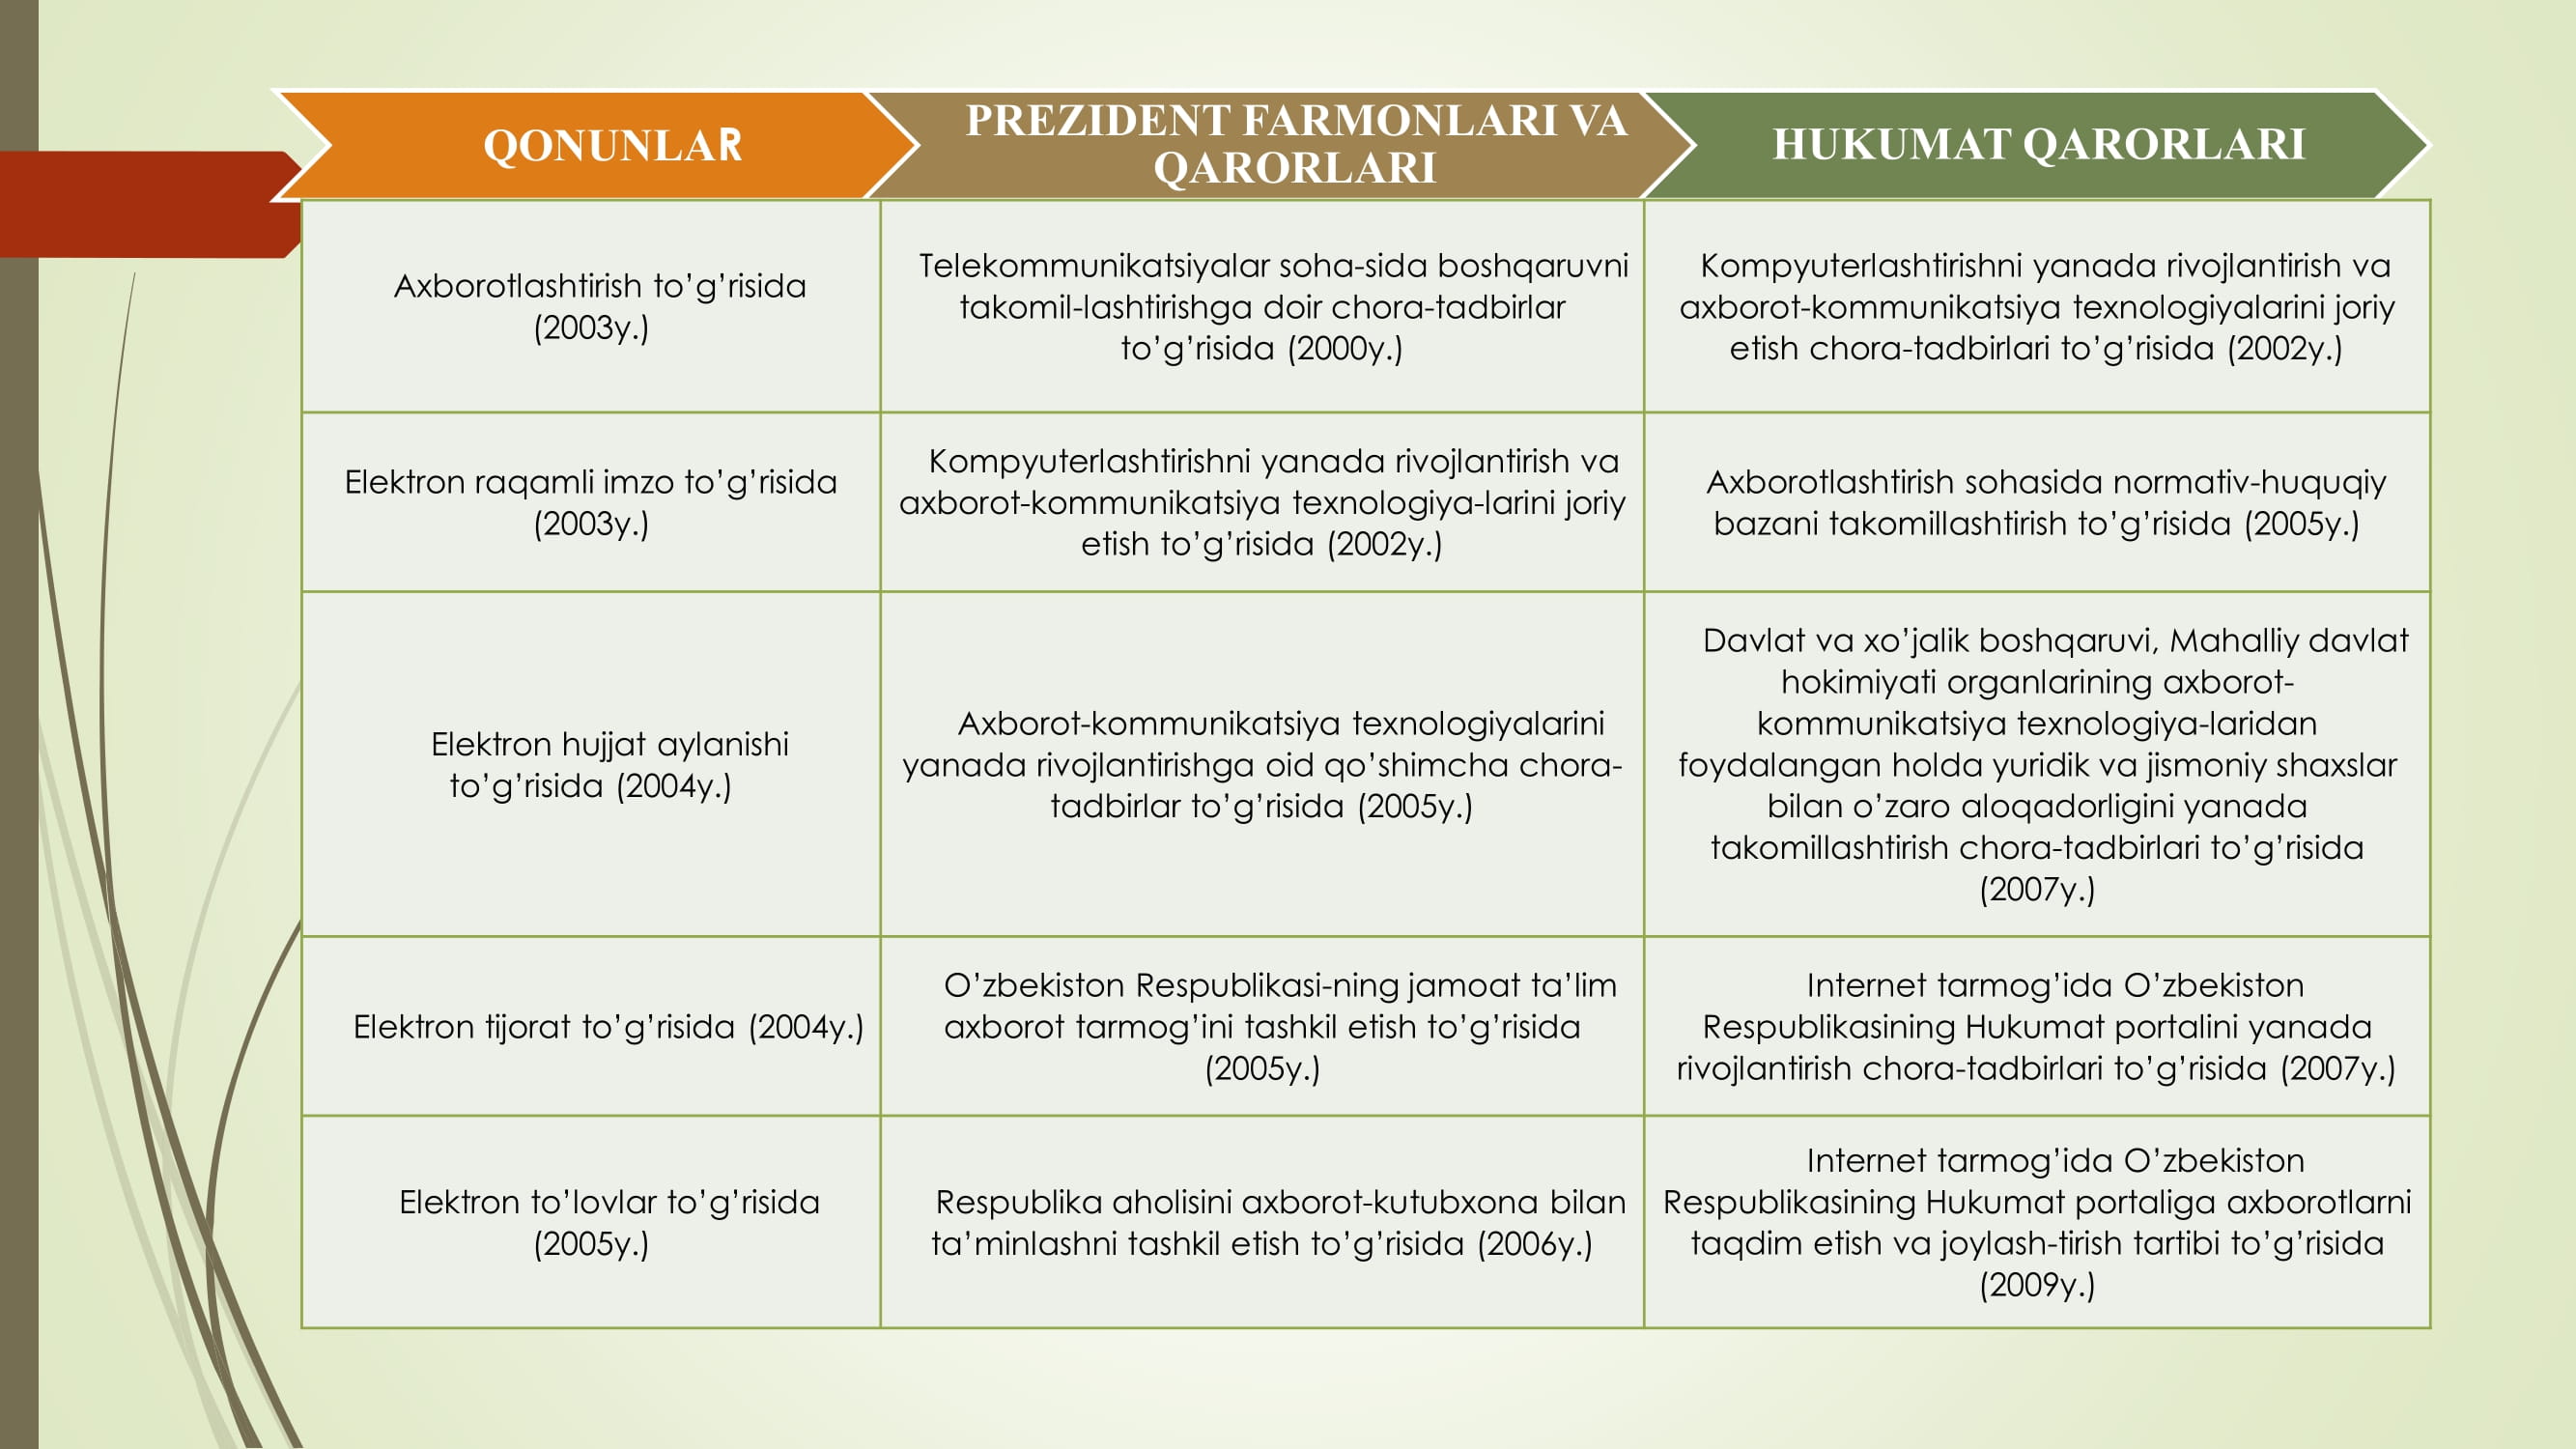 QONUNLAR
PREZIDENT FARMONLARI VA
QARORLARI
HUKUMAT QARORLARI
Axborotlashtirish to’g’risida
(2003y.)
Telekommunikatsiyalar soha-sida boshqaruvni
takomil-lashtirishga doir chora-tadbirlar
to’g’risida (2000y.)
Kompyuterlashtirishni yanada rivojlantirish va
axborot-kommunikatsiya texnologiyalarini joriy
etish chora-tadbirlari to’g’risida (2002y.)
Elektron raqamli imzo to’g’risida
(2003y.)
Kompyuterlashtirishni yanada rivojlantirish va
axborot-kommunikatsiya texnologiya-larini joriy
etish to’g’risida (2002y.)
Axborotlashtirish sohasida normativ-huquqiy
bazani takomillashtirish to’g’risida (2005y.)
Elektron hujjat aylanishi
to’g’risida (2004y.)
Axborot-kommunikatsiya texnologiyalarini
yanada rivojlantirishga oid qo’shimcha chora-
tadbirlar to’g’risida (2005y.)
Davlat va xo’jalik boshqaruvi, Mahalliy davlat
hokimiyati organlarining axborot-
kommunikatsiya texnologiya-laridan
foydalangan holda yuridik va jismoniy shaxslar
bilan o’zaro aloqadorligini yanada
takomillashtirish chora-tadbirlari to’g’risida
(2007y.)
Elektron tijorat to’g’risida (2004y.)
O’zbekiston Respublikasi-ning jamoat ta’lim
axborot tarmog’ini tashkil etish to’g’risida
(2005y.)
Internet tarmog’ida O’zbekiston
Respublikasining Hukumat portalini yanada
rivojlantirish chora-tadbirlari to’g’risida (2007y.)
Elektron to’lovlar to’g’risida
(2005y.)
Respublika aholisini axborot-kutubxona bilan
ta’minlashni tashkil etish to’g’risida (2006y.)
Internet tarmog’ida O’zbekiston
Respublikasining Hukumat portaliga axborotlarni
taqdim etish va joylash-tirish tartibi to’g’risida
(2009y.)